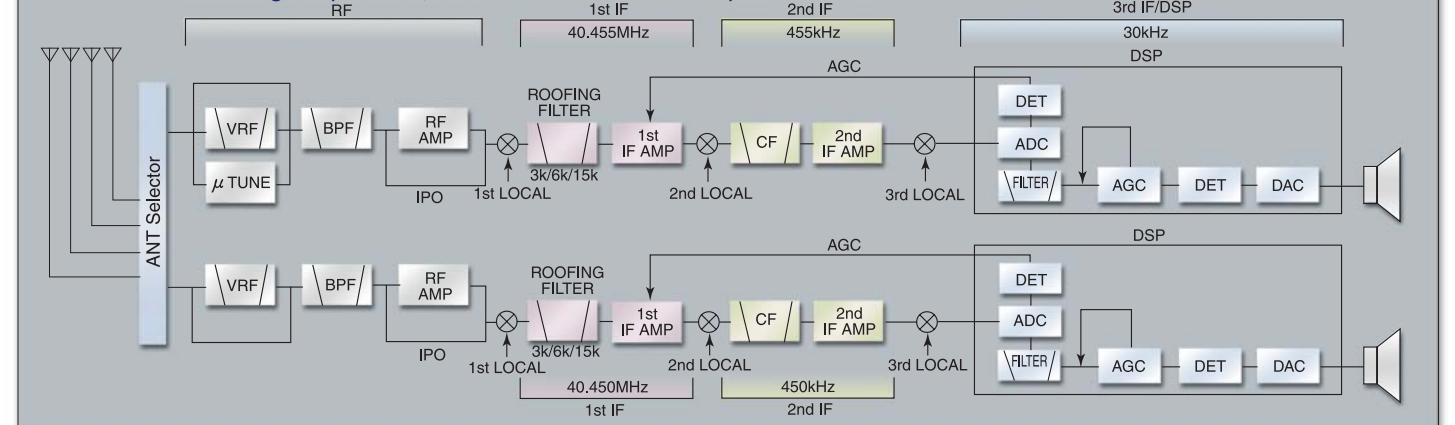 RF
1st IF
2nd IF
3rd IF/DSP
40.455MHz
455kHz
30kHz
DSP
AGC
ROOFING
FILTER
VRF
BPF
RF
AMP
1st
IF AMP
CF
2nd
IF AMP
DET
ADC
FILTER
AGC
DET
DAC
μ TUNE
IPO
3k/6k/15k
1st LOCAL
2nd LOCAL
3rd LOCAL
ANT Selector
DSP
AGC
ROOFING
FILTER
VRF
BPF
RF
AMP
1st
IF AMP
CF
2nd
IF AMP
DET
ADC
FILTER
AGC
DET
DAC
IPO
3k/6k/15k
1st LOCAL
2nd LOCAL
3rd LOCAL
40.450MHz
450kHz
1st IF
2nd IF